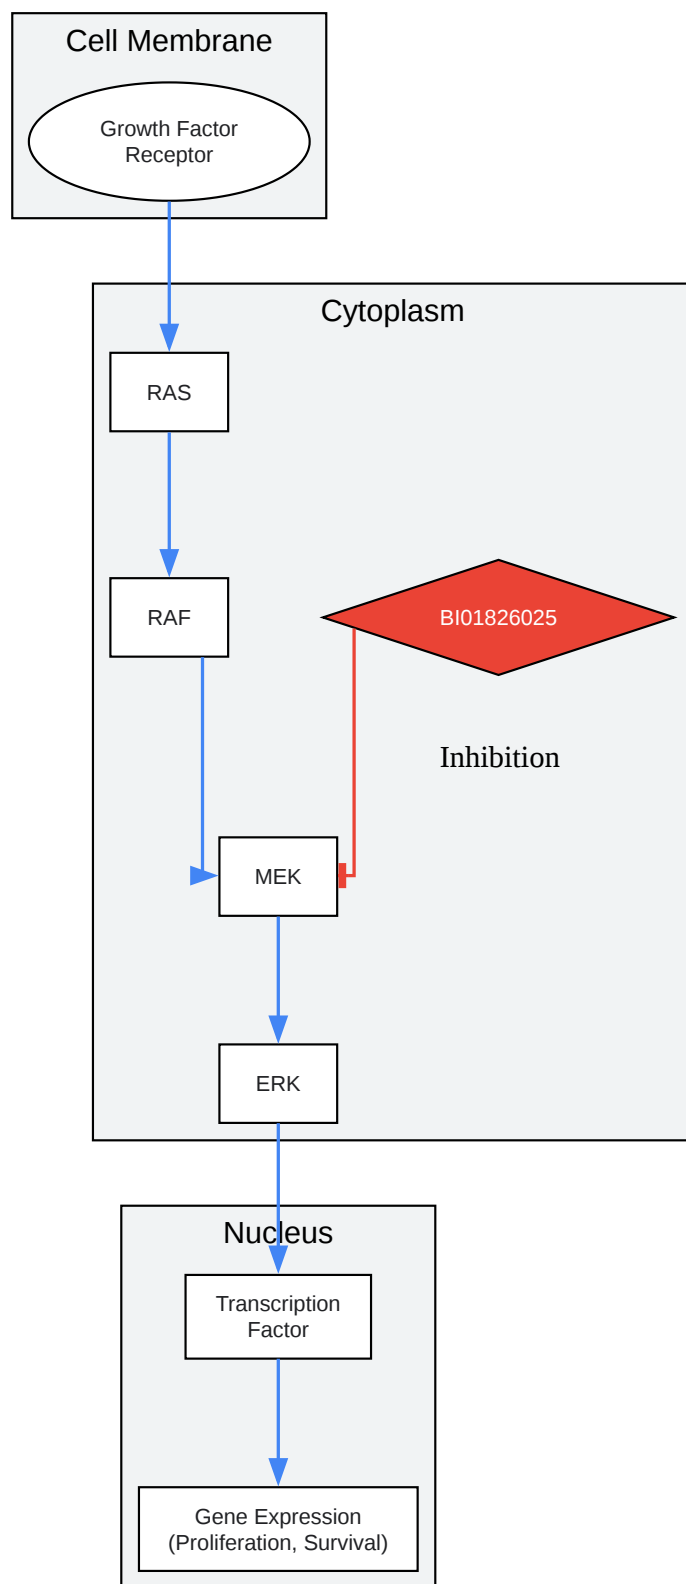 Cell Membrane
Growth Factor
Receptor
Cytoplasm
RAS
RAF
BI01826025
Inhibition
MEK
ERK
Nucleus
Transcription
Factor
Gene Expression
(Proliferation, Survival)